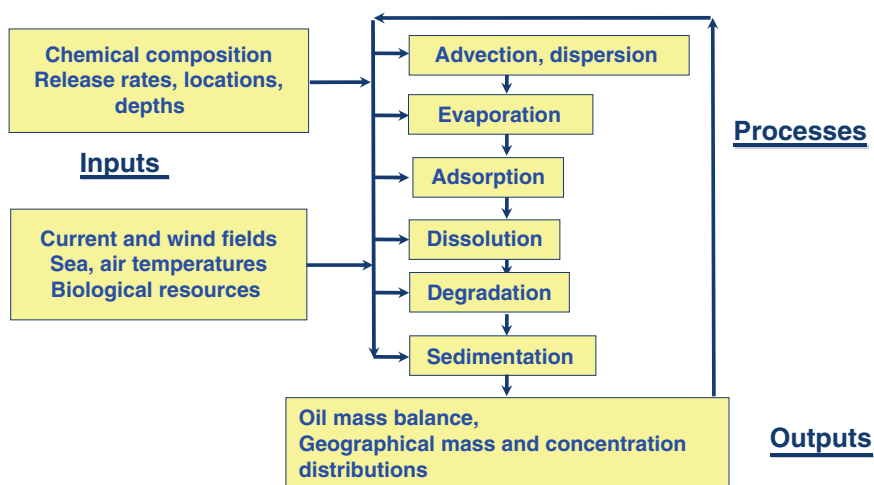 Chemical composition
Release rates, locations,
depths
Inputs
Current and wind fields
Sea, air temperatures
Biological resources
Advection, dispersion
Evaporation
Adsorption
Dissolution
Degradation
Sedimentation
Processes
Oil mass balance,
Geographical mass and concentration
distributions
Outputs